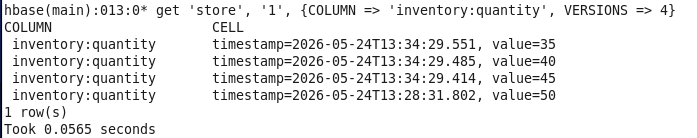 hbase(main):013:0* get 'store', '1', {COLUMN => 'inventory:quantity', VERSIONS => 4}
COLUMN CELL
inventory:quantity timestamp=2026-05-24T13:34:29.551, value=35
inventory:quantity timestamp=2026-05-24T13:34:29.485, value=40
inventory:quantity timestamp=2026-05-24T13:34:29.414, value=45
inventory:quantity timestamp=2026-05-24T13:28:31.802, value=50
1 row(s)
Took 0.0565 seconds